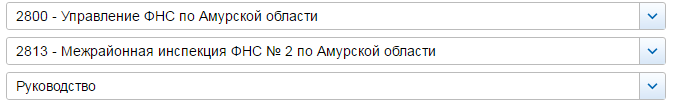 2800 - Управление ФНС по Амурской области
2813 - Межрайонная инспекция ФНС № 2 по Амурской области
Руководство